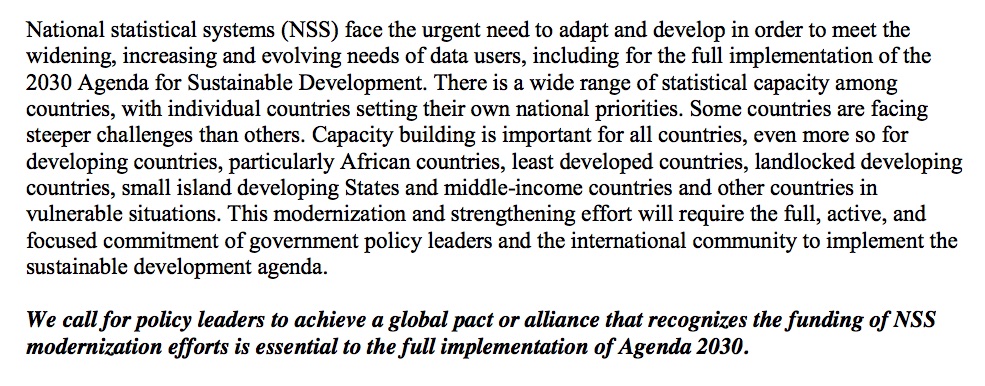 National statistical systems (NSS) face the urgent need to adapt and develop in order to meet the
widening, increasing and evolving needs of data users, including for the full implementation of the
2030 Agenda for Sustainable Development. There is a wide range of statistical capacity among
countries, with individual countries setting their own national priorities. Some countries are facing
steeper challenges than others. Capacity building is important for all countries, even more so for
developing countries, particularly African countries, least developed countries, landlocked developing
countries, small island developing States and middle-income countries and other countries in
vulnerable situations. This modernization and strengthening effort will require the full, active, and
focused commitment of government policy leaders and the international community to implement the
sustainable development agenda.
We call for policy leaders to achieve a global pact or alliance that recognizes the funding of NSS
modernization efforts is essential to the full implementation of Agenda 2030.